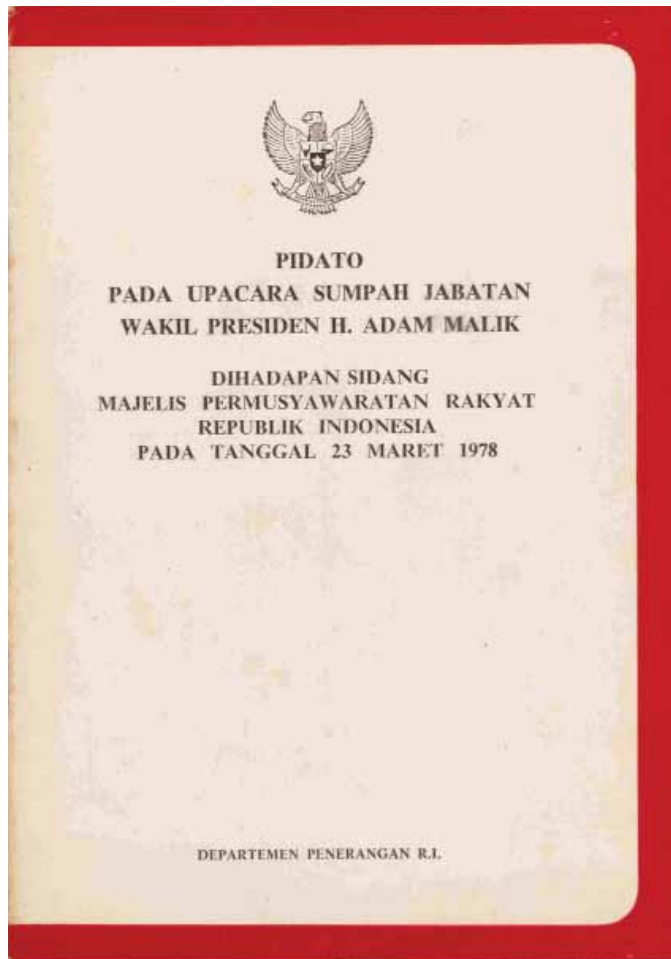 PIDATO
PADA UPACARA SUMPAH JABATAN
WAKIL PRESIDEN H. ADAM MALIK
DIHADAPAN SIDANG
MAJELIS PERMUSYAWARATAN RAKYAT
REPUBLIK INDONESIA
PADA TANGGAL 23 MARET 1978
DEPARTEMEN PENERANGAN R.I.